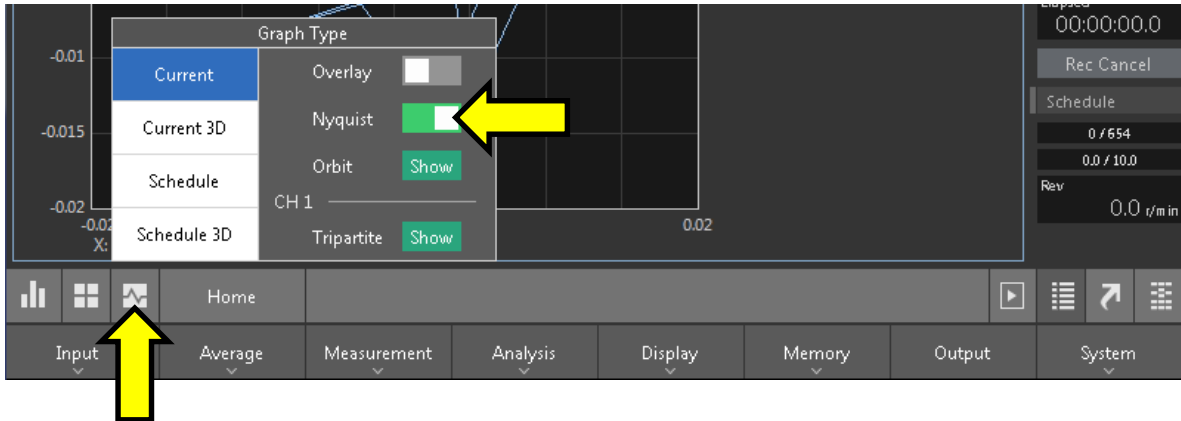 Elapsed
00:00:00.0
Graph Type
-0.01
Current
Overlay
Rec Cancel
Schedule
Nyquist
-0.015
Current 3D
0 / 654
Orbit
Show
0.0 / 10.0
Schedule
Rev
CH 1
-0.02
0.0 r/min
-0.02
0.02
Schedule 3D
Tripartite
Show
X:
Home
Input
Average
Measurement
Analysis
Display
Memory
Output
System